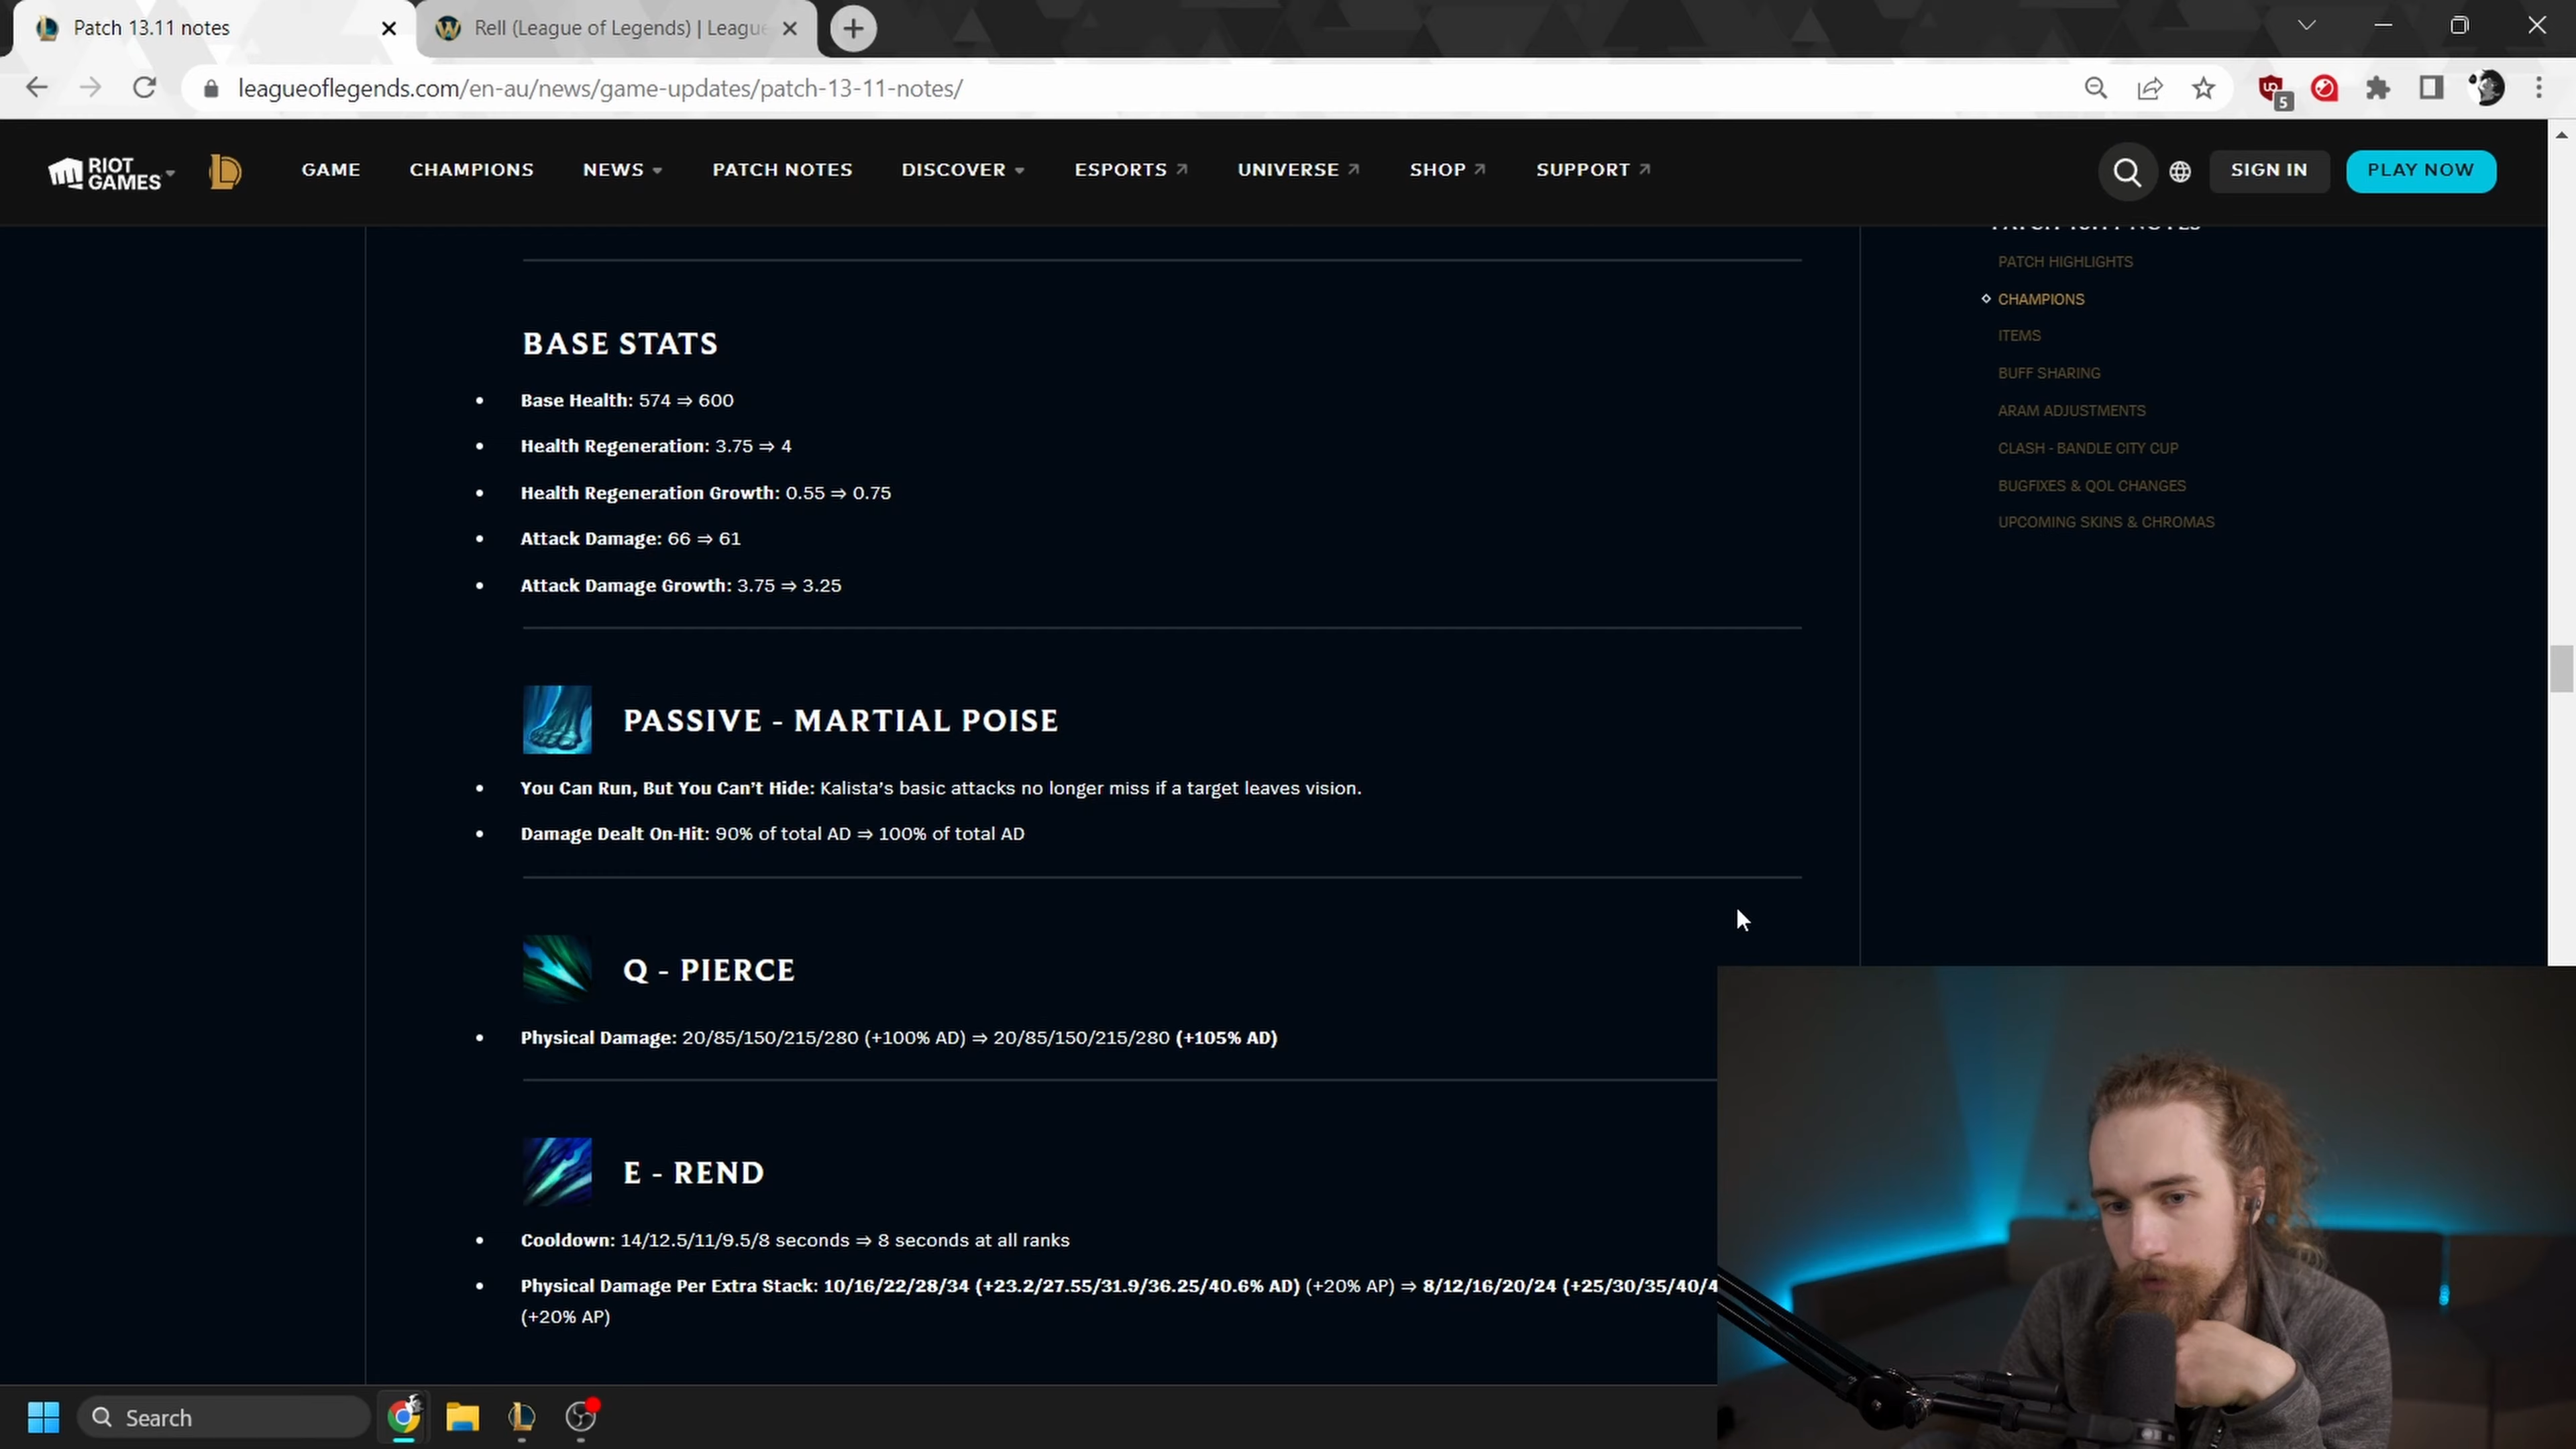 Patch 13.11 notes
Rell (League of Legends) | League
leagueoflegends.com/en-au/news/game-updates/patch-13-11-notes/
5
RIOT GAMES
GAME
CHAMPIONS
NEWS
PATCH NOTES
DISCOVER
ESPORTS
UNIVERSE
SHOP
SUPPORT
SIGN IN
PLAY NOW
PATCH 13.11 NOTES
PATCH HIGHLIGHTS
CHAMPIONS
ITEMS
BUFF SHARING
ARAM ADJUSTMENTS
CLASH - BANDLE CITY CUP
BUGFIXES & QOL CHANGES
UPCOMING SKINS & CHROMAS
BASE STATS
• Base Health: 574 ⇒ 600
• Health Regeneration: 3.75 ⇒ 4
• Health Regeneration Growth: 0.55 ⇒ 0.75
• Attack Damage: 66 ⇒ 61
• Attack Damage Growth: 3.75 ⇒ 3.25
PASSIVE - MARTIAL POISE
• You Can Run, But You Can’t Hide: Kalista’s basic attacks no longer miss if a target leaves vision.
• Damage Dealt On-Hit: 90% of total AD ⇒ 100% of total AD
Q - PIERCE
• Physical Damage: 20/85/150/215/280 (+100% AD) ⇒ 20/85/150/215/280 (+105% AD)
E - REND
• Cooldown: 14/12.5/11/9.5/8 seconds ⇒ 8 seconds at all ranks
• Physical Damage Per Extra Stack: 10/16/22/28/34 (+23.2/27.55/31.9/36.25/40.6% AD) (+20% AP) ⇒ 8/12/16/20/24 (+25/30/35/40/4
(+20% AP)
Search